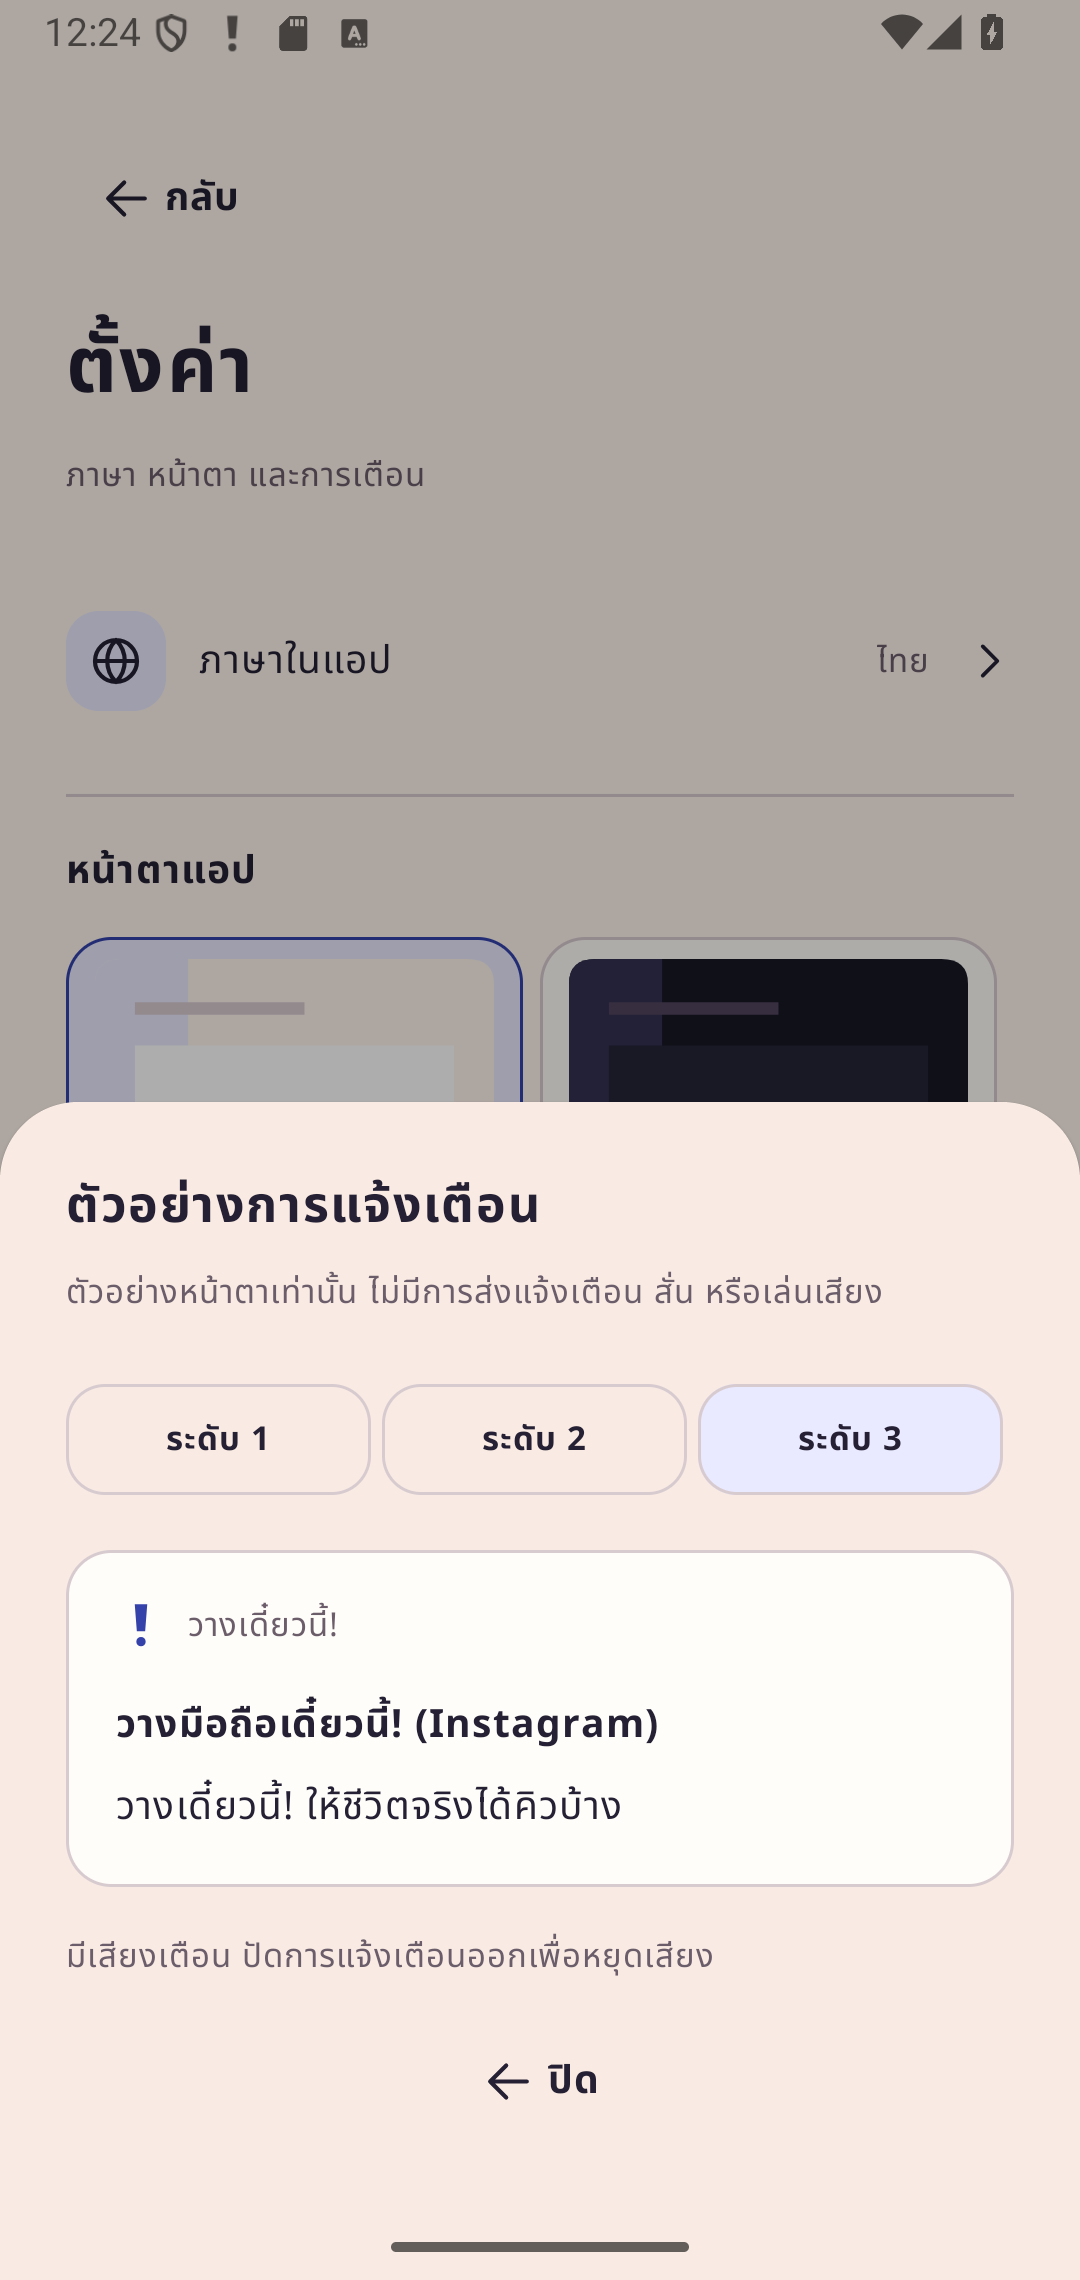 12:24
กลับ
ตั้งค่า
ภาษา หน้าตา และการเตือน
ภาษาในแอป ไทย
หน้าตาแอป
ตัวอย่างการแจ้งเตือน
ตัวอย่างหน้าตาเท่านั้น ไม่มีการส่งแจ้งเตือน สั่น หรือเล่นเสียง
ระดับ 1 ระดับ 2 ระดับ 3
วางเดี๋ยวนี้!
วางมือถือเดี๋ยวนี้! (Instagram)
วางเดี๋ยวนี้! ให้ชีวิตจริงได้คิวบ้าง
มีเสียงเตือน ปัดการแจ้งเตือนออกเพื่อหยุดเสียง
ปิด